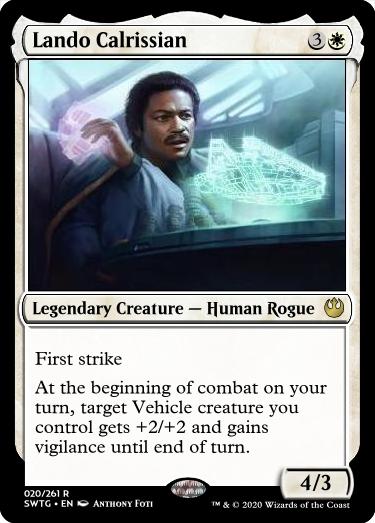 Lando Calrissian 3
Legendary Creature — Human Rogue
First strike
At the beginning of combat on your
turn, target Vehicle creature you
control gets +2/+2 and gains
vigilance until end of turn.
4/3
020/261 R
SWTG • EN Anthony Foti
™ & © 2020 Wizards of the Coast